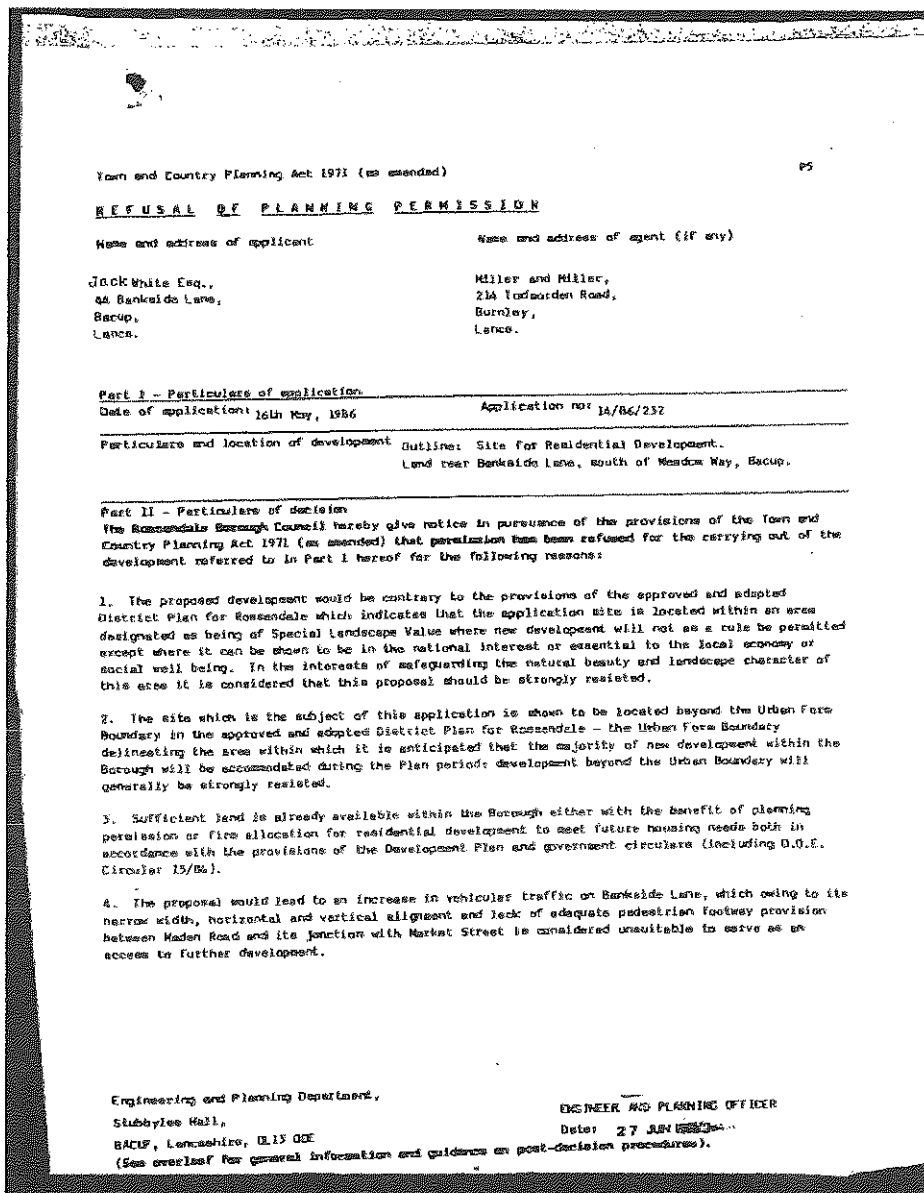 Town and Country Planning Act 1971 (as amended)
P5
REFUSAL OF PLANNING PERMISSION
Name and address of applicant
Name and address of agent (if any)
Jack White Esq.,
44 Bankside Lane,
Bacup,
Lancs.
Miller and Miller,
214 Todmorden Road,
Burnley,
Lancs.
Part I - Particulars of application
Date of application: 16th May, 1986
Application no: 14/86/232
Particulars and location of development
Outline: Site for Residential Development.
Land rear Bankside Lane, south of Meadow Way, Bacup.
Part II - Particulars of decision
The Rossendale Borough Council hereby give notice in pursuance of the provisions of the Town and
Country Planning Act 1971 (as amended) that permission has been refused for the carrying out of the
development referred to in Part I hereof for the following reasons:
1. The proposed development would be contrary to the provisions of the approved and adopted
District Plan for Rossendale which indicates that the application site is located within an area
designated as being of Special Landscape Value where new development will not as a rule be permitted
except where it can be shown to be in the national interest or essential to the local economy or
social well being. In the interests of safeguarding the natural beauty and landscape character of
this area it is considered that this proposal should be strongly resisted.
2. The site which is the subject of this application is shown to be located beyond the Urban Form
Boundary in the approved and adopted District Plan for Rossendale - the Urban Form Boundary
delineating the area within which it is anticipated that the majority of new development within the
Borough will be accommodated during the Plan period: development beyond the Urban Boundary will
generally be strongly resisted.
3. Sufficient land is already available within the Borough either with the benefit of planning
permission or firm allocation for residential development to meet future housing needs both in
accordance with the provisions of the Development Plan and government circulars (including D.O.E.
Circular 15/84).
4. The proposal would lead to an increase in vehicular traffic on Bankside Lane, which owing to its
narrow width, horizontal and vertical alignment and lack of adequate pedestrian footway provision
between Maden Road and its junction with Market Street is considered unsuitable to serve as an
access to further development.
Engineering and Planning Department,
Stubbylee Hall,
BACUP, Lancashire, OL13 0DE
ENGINEER AND PLANNING OFFICER
Date: 27 JUN
(See overleaf for general information and guidance on post-decision procedures).